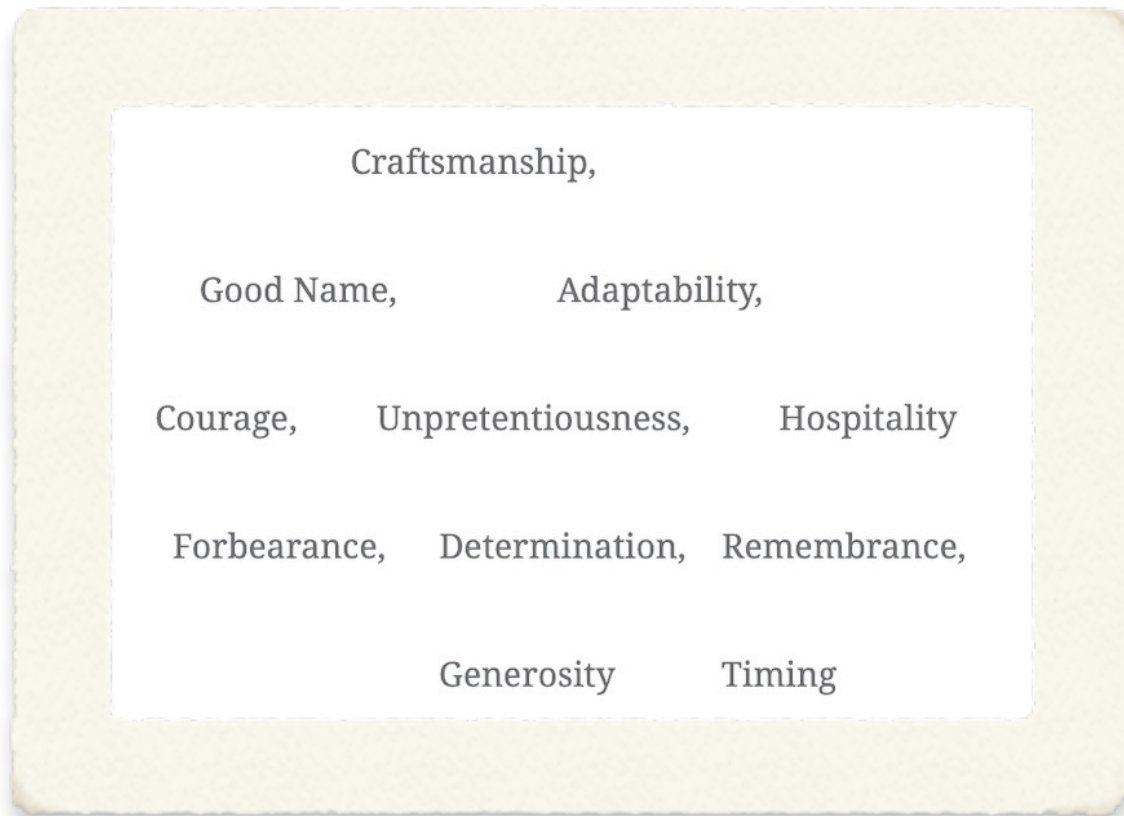 Craftsmanship,
Good Name, Adaptability,
Courage, Unpretentiousness, Hospitality
Forbearance, Determination, Remembrance,
Generosity Timing